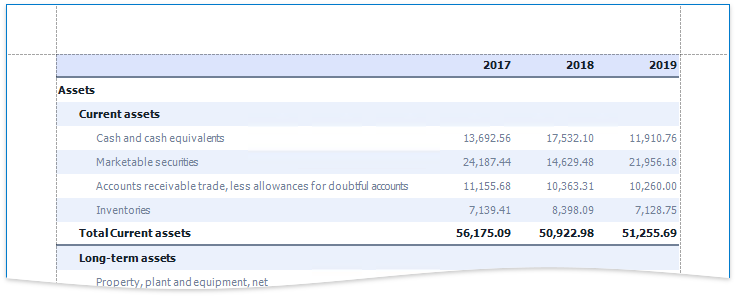 2017 2018 2019
Assets
Current assets
Cash and cash equivalents 13,692.56 17,532.10 11,910.76
Marketable securities 24,187.44 14,629.48 21,956.18
Accounts receivable trade, less allowances for doubtful accounts 11,155.68 10,363.31 10,260.00
Inventories 7,139.41 8,398.09 7,128.75
Total Current assets 56,175.09 50,922.98 51,255.69
Long-term assets
Property, plant and equipment, net